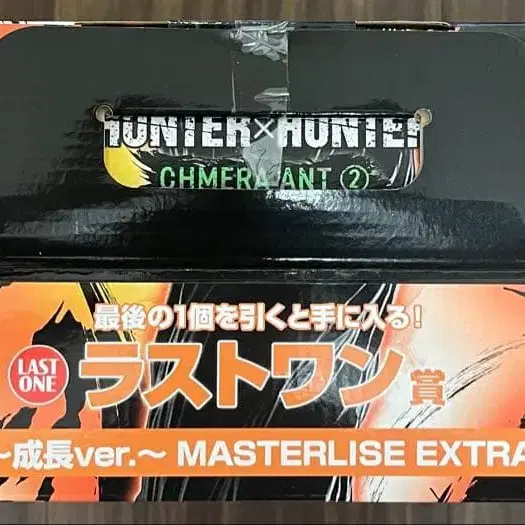 HUNTER×HUNTER
CHMERA ANT ②
最後の1個を引くと手に入る!
LAST
ONE
ラストワン賞
~成長ver.~ MASTERLISE EXTRA